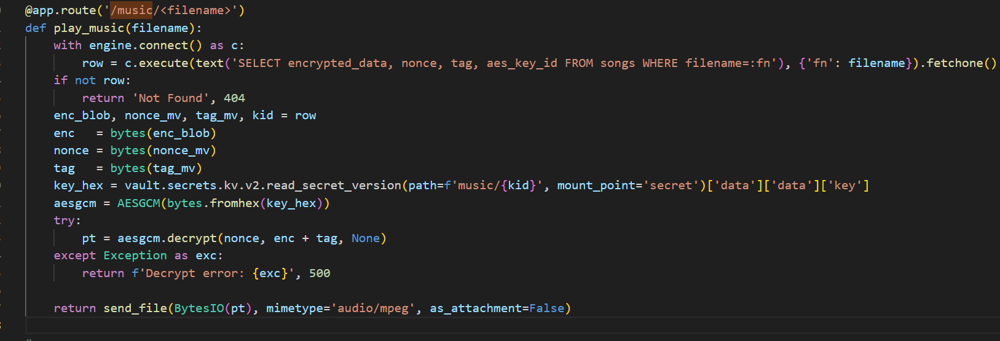 @app.route('/music/<filename>')
def play_music(filename):
    with engine.connect() as c:
        row = c.execute(text('SELECT encrypted_data, nonce, tag, aes_key_id FROM songs WHERE filename=:fn'), {'fn': filename}).fetchone()
    if not row:
        return 'Not Found', 404
    enc_blob, nonce_mv, tag_mv, kid = row
    enc   = bytes(enc_blob)
    nonce = bytes(nonce_mv)
    tag   = bytes(tag_mv)
    key_hex = vault.secrets.kv.v2.read_secret_version(path=f'music/{kid}', mount_point='secret')['data']['data']['key']
    aesgcm = AESGCM(bytes.fromhex(key_hex))
    try:
        pt = aesgcm.decrypt(nonce, enc + tag, None)
    except Exception as exc:
        return f'Decrypt error: {exc}', 500

    return send_file(BytesIO(pt), mimetype='audio/mpeg', as_attachment=False)